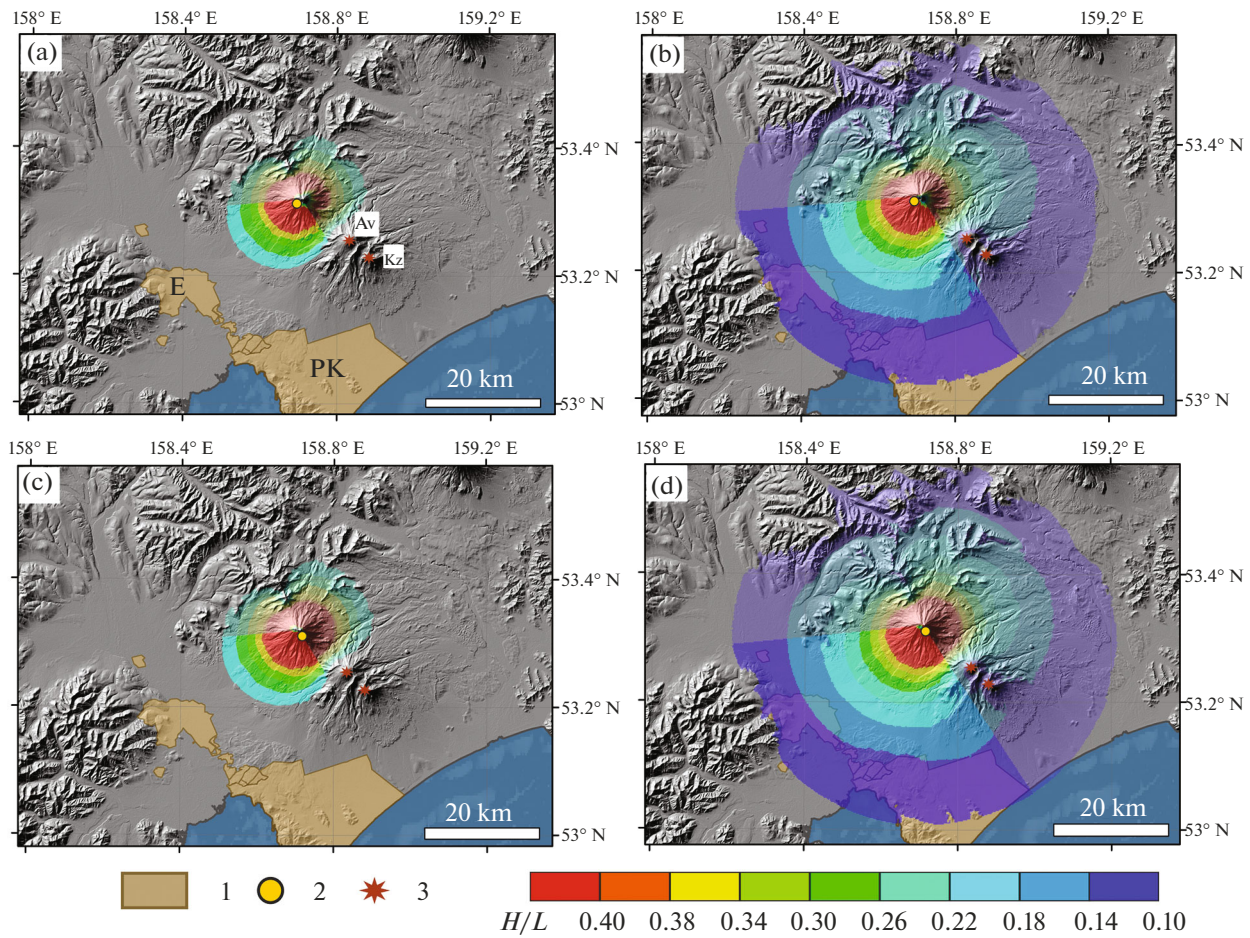 158° E 158.4° E 158.8° E 159.2° E
158° E 158.4° E 158.8° E 159.2° E
(a)
(b)
53.4° N
53.4° N
Av
Kz
53.2° N
53.2° N
E
PK
20 km
20 km
53° N
53° N
158° E 158.4° E 158.8° E 159.2° E
158° E 158.4° E 158.8° E 159.2° E
(c)
(d)
53.4° N
53.4° N
53.2° N
53.2° N
20 km
20 km
53° N
53° N
1 2 3
H/L 0.40 0.38 0.34 0.30 0.26 0.22 0.18 0.14 0.10